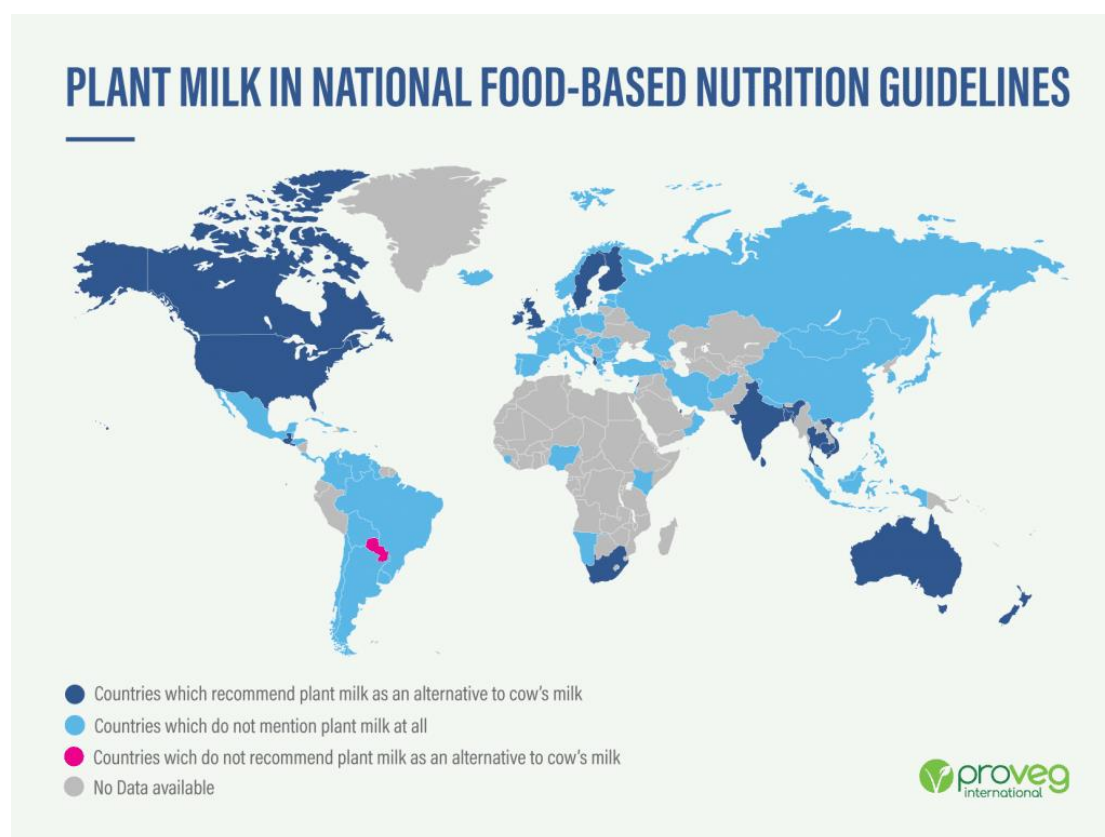 PLANT MILK IN NATIONAL FOOD-BASED NUTRITION GUIDELINES
Countries which recommend plant milk as an alternative to cow's milk
Countries which do not mention plant milk at all
Countries wich do not recommend plant milk as an alternative to cow's milk
No Data available
proveg
international